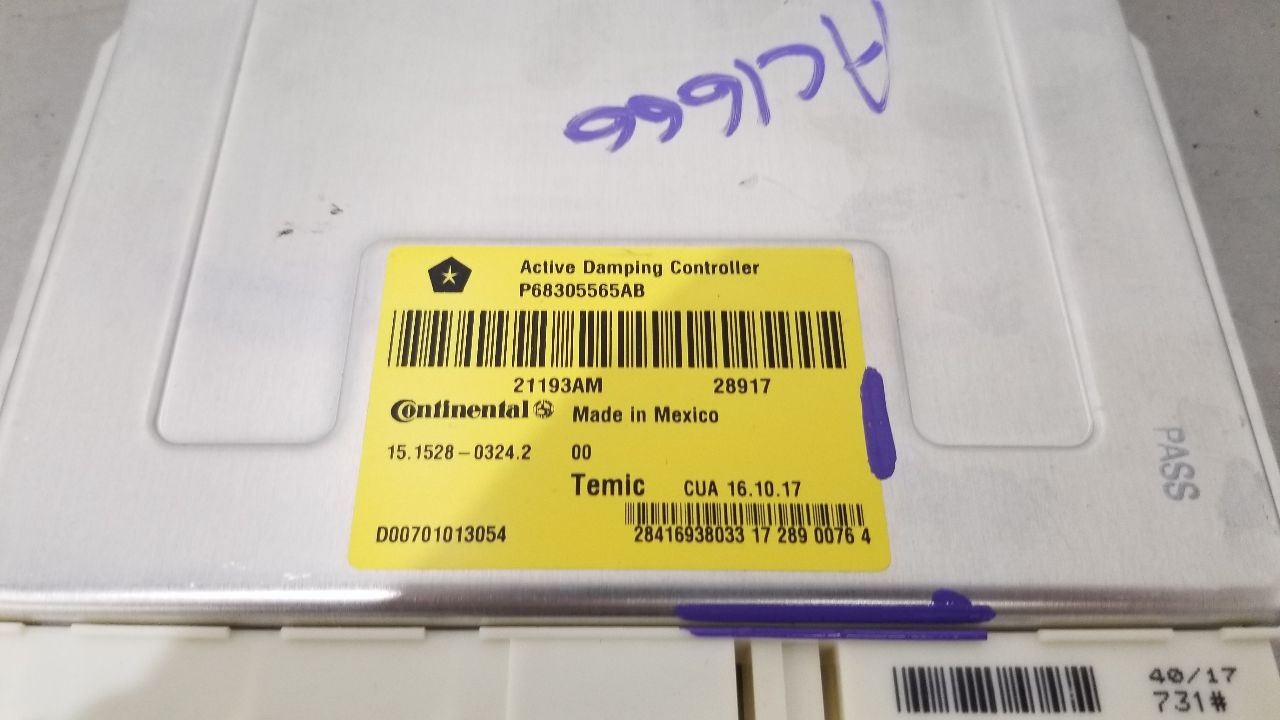 AC1666
Active Damping Controller
P68305565AB
21193AM 28917
Continental Made in Mexico
15.1528-0324.2 00
Temic CUA 16.10.17
D00701013054 28416938033 17 289 0076 4
PASS
40/17
731#